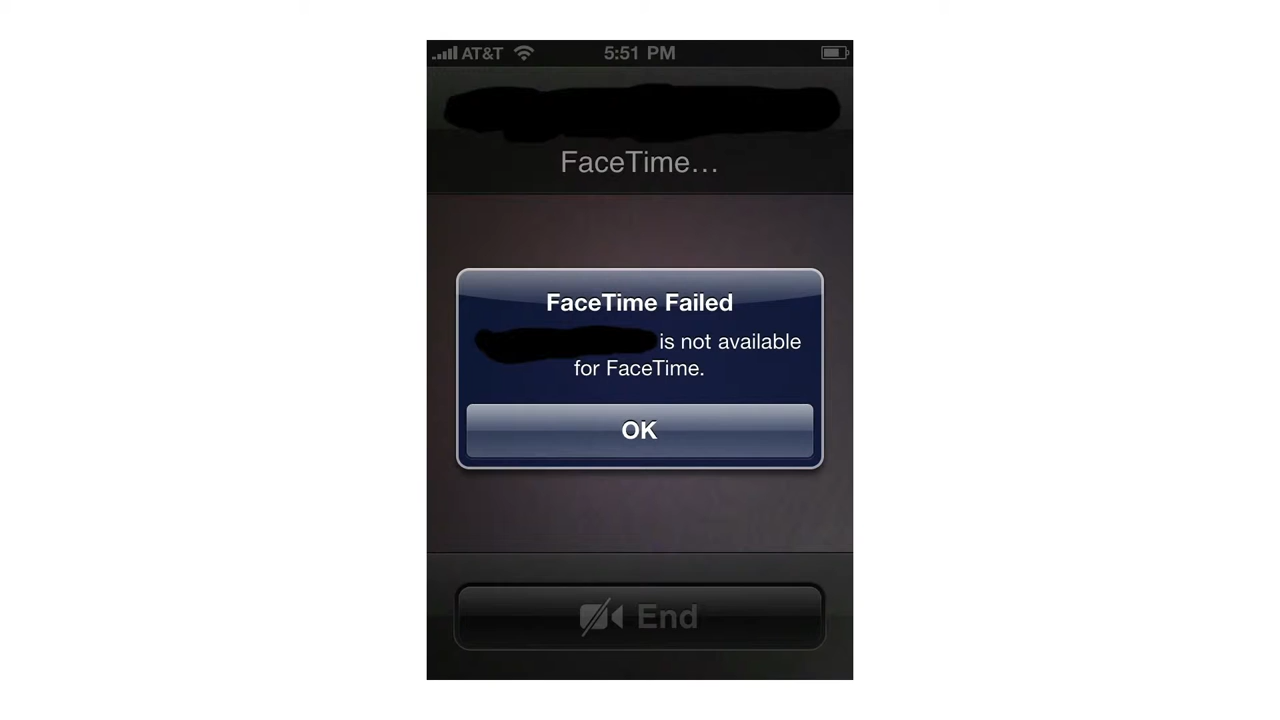 AT&T 5:51 PM
FaceTime...
FaceTime Failed
is not available
for FaceTime.
OK
End